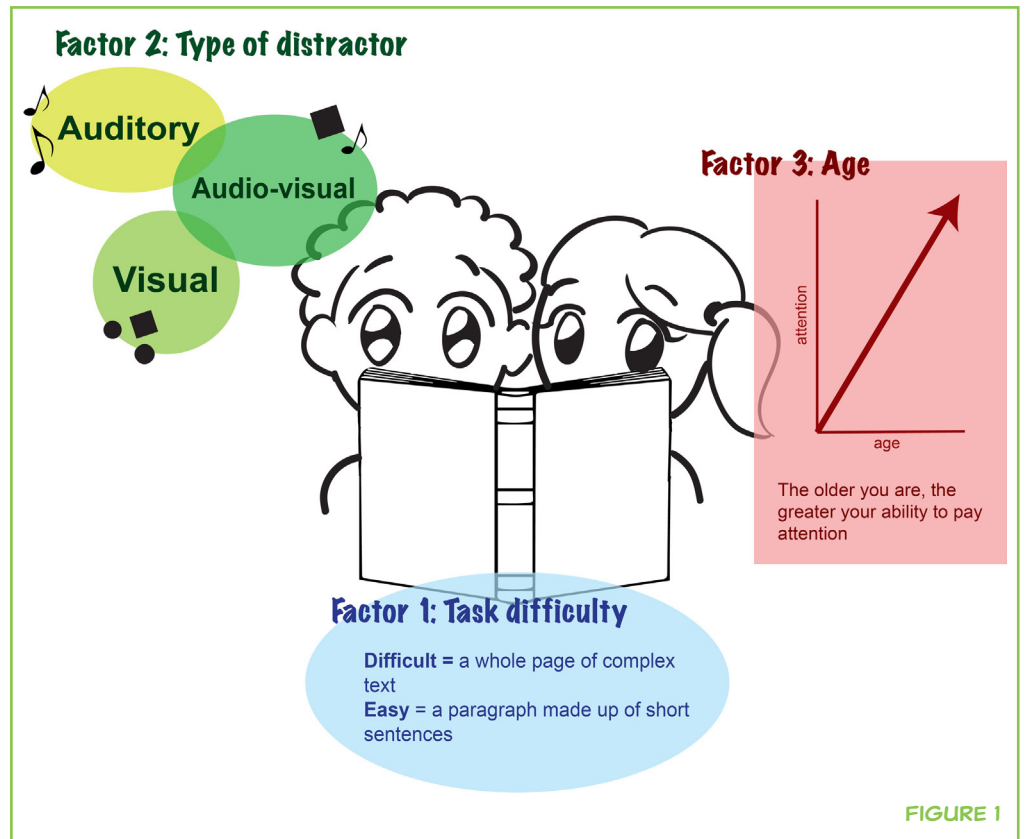 Factor 2: Type of distractor
Auditory
Audio-visual
Visual
Factor 3: Age
attention
age
The older you are, the
greater your ability to pay
attention
Factor 1: Task difficulty
Difficult = a whole page of complex
text
Easy = a paragraph made up of short
sentences
FIGURE 1